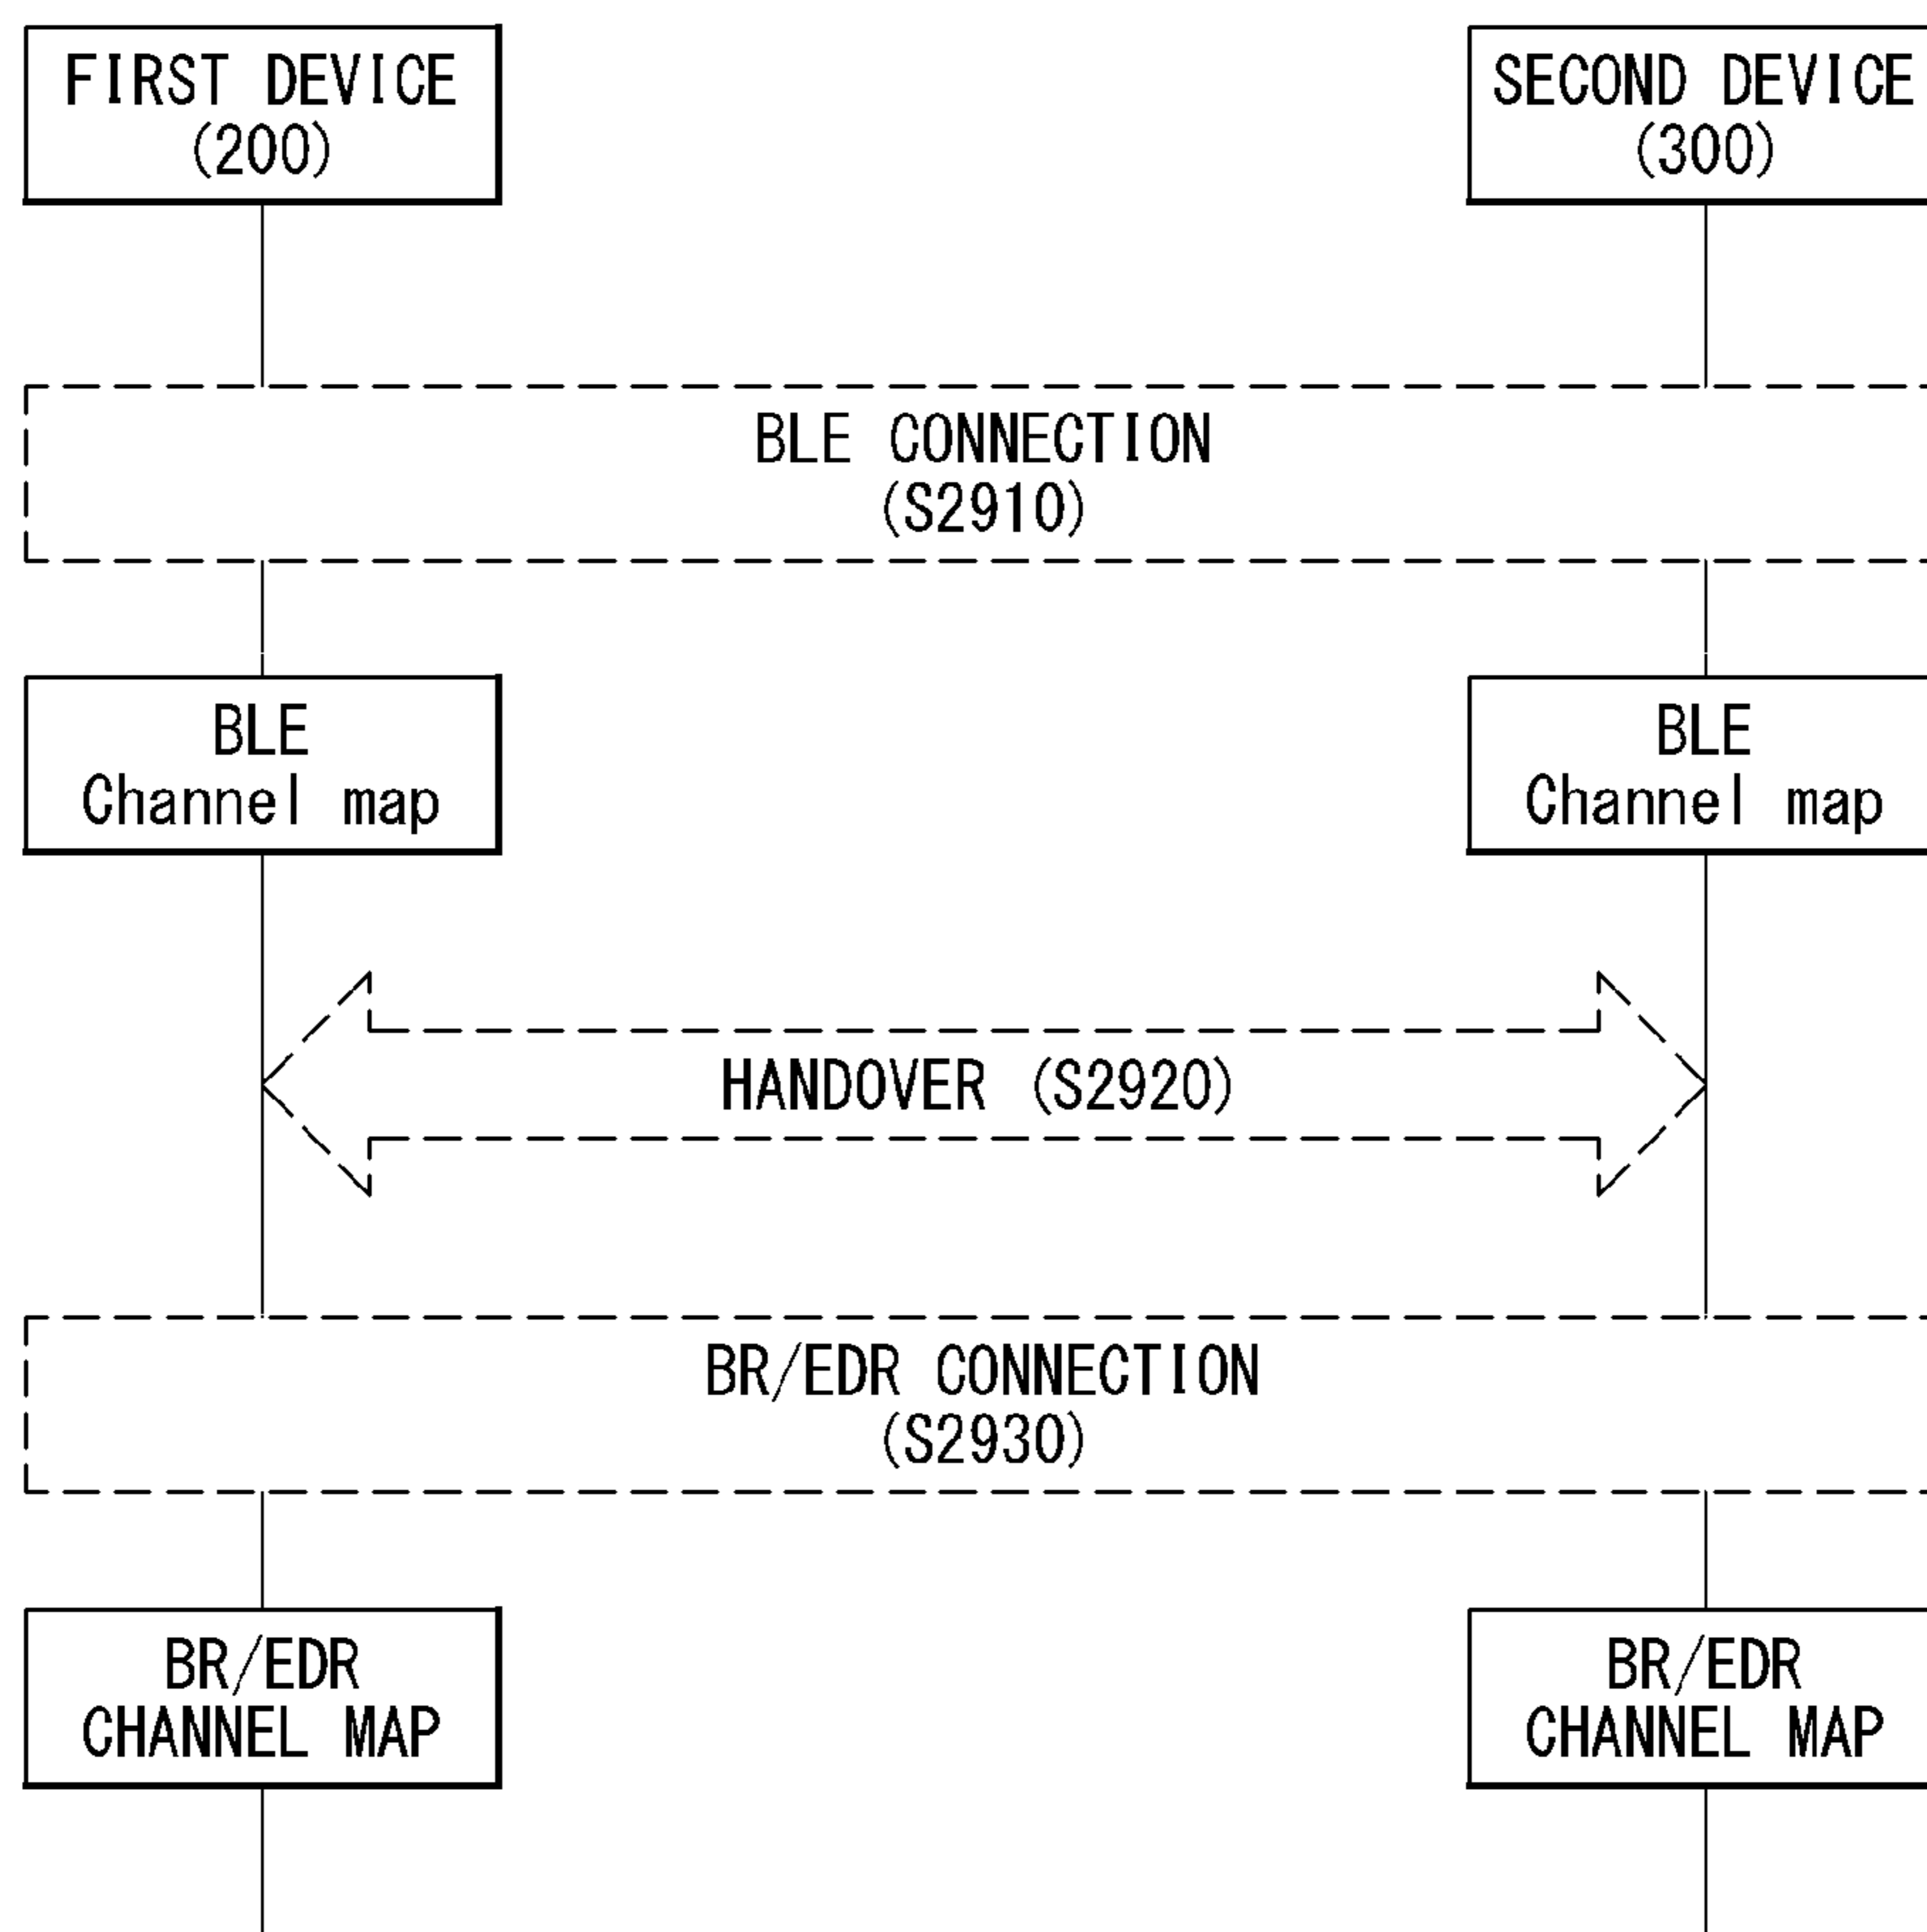 FIRST DEVICE
(200)
SECOND DEVICE
(300)
BLE CONNECTION
(S2910)
BLE
Channel map
BLE
Channel map
HANDOVER (S2920)
BR/EDR CONNECTION
(S2930)
BR/EDR
CHANNEL MAP
BR/EDR
CHANNEL MAP